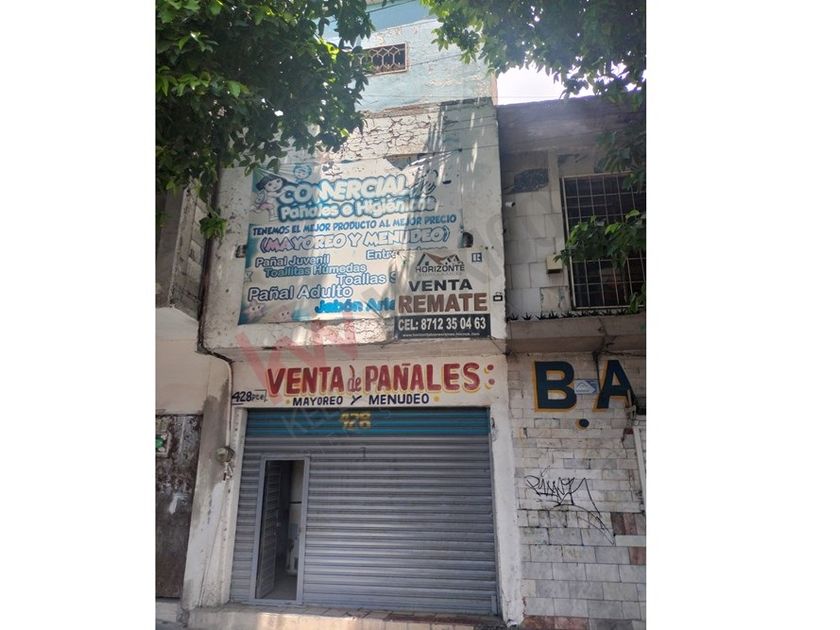 COMERCIAL
Pañales e Higiénicos
TENEMOS EL MEJOR PRODUCTO AL MEJOR PRECIO
(MAYOREO Y MENUDEO)
Pañal Juvenil
Toallitas Húmedas
Toallas
Pañal Adulto
Jabón
HORIZONTE
VENTA
REMATE
CEL: 8712 35 04 63
VENTA de PAÑALES:
428 pte.
MAYOREO Y MENUDEO
428
B.A